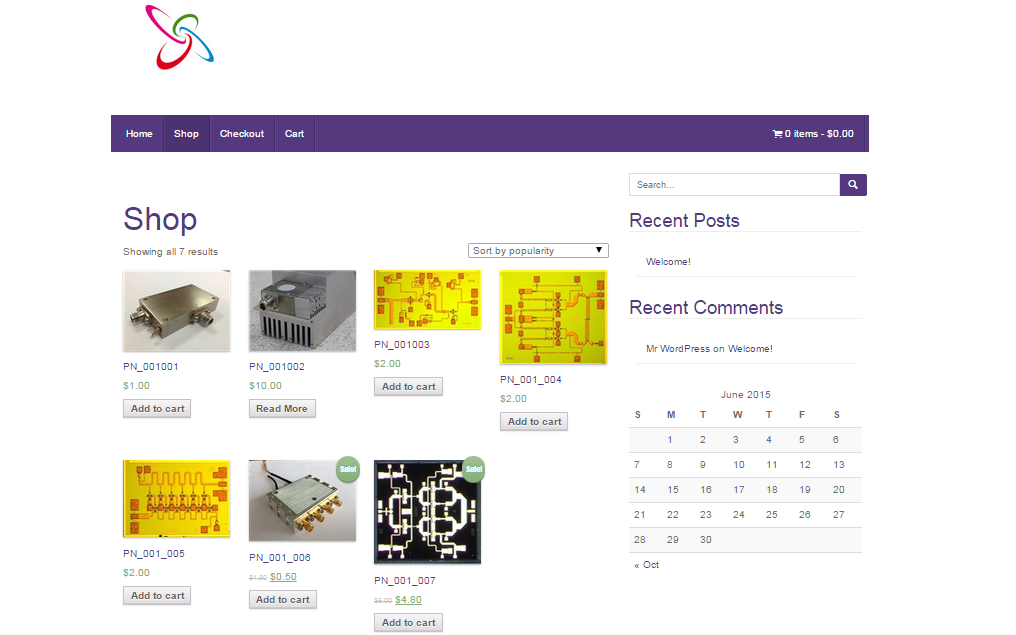 Home Shop Checkout Cart 0 items - $0.00
Search...
Shop
Showing all 7 results
Sort by popularity
PN_001001
$1.00
Add to cart
PN_001002
$10.00
Read More
PN_001003
$2.00
Add to cart
PN_001_004
$2.00
Add to cart
PN_001_005
$2.00
Add to cart
Sale!
PN_001_006
$0.50
Add to cart
Sale!
PN_001_007
$4.80
Add to cart
Recent Posts
Welcome!
Recent Comments
Mr WordPress on Welcome!
June 2015
S M T W T F S
1 2 3 4 5 6
7 8 9 10 11 12 13
14 15 16 17 18 19 20
21 22 23 24 25 26 27
28 29 30
« Oct